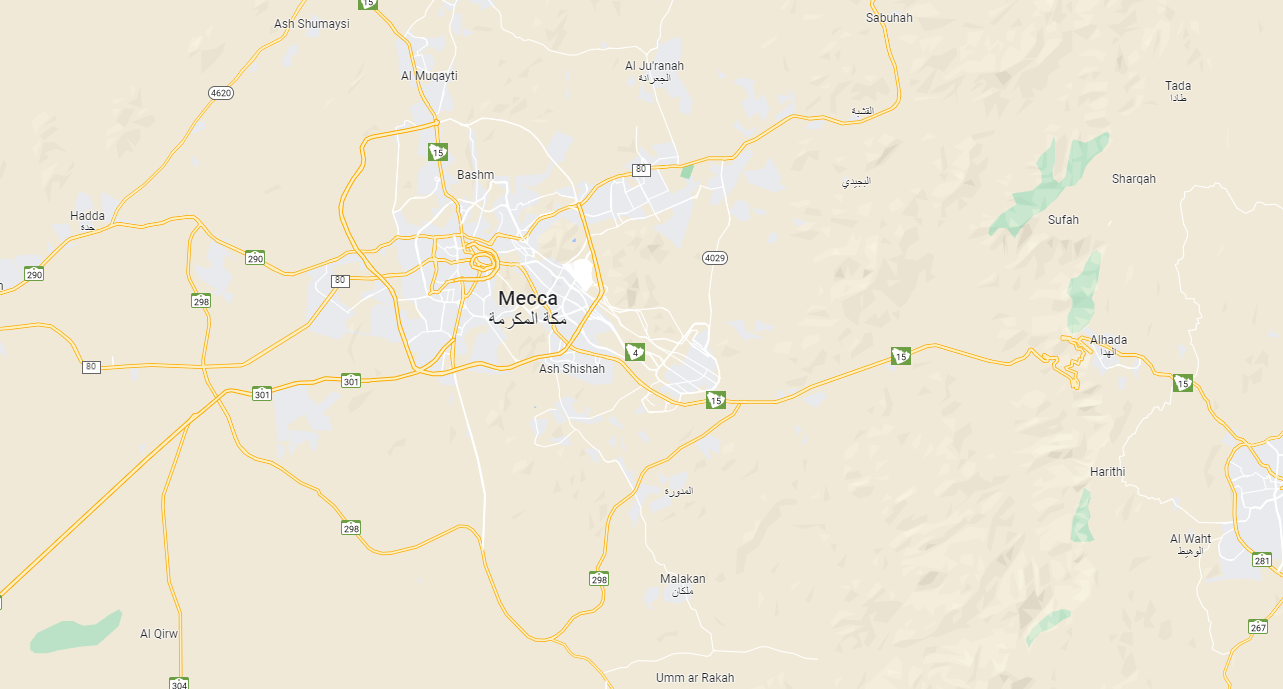 15
Ash Shumaysi
Sabuhah
Al Muqayti
Al Ju'ranah
الجعرانة
4620
Tada
طادا
القشبة
15
80
Bashm
البجيدي
Sharqah
Hadda
حدة
Sufah
290
4029
290
80
298
Mecca
مكة المكرمة
Alhada
الهدا
4
15
80
Ash Shishah
301
15
301
15
Harithi
المدورة
298
Al Waht
الوهيط
281
Malakan
ملكان
298
Al Qirw
267
Umm ar Rakah
304